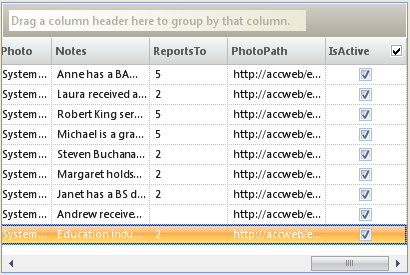 Drag a column header here to group by that column.
Photo Notes ReportsTo PhotoPath IsActive
System... Anne has a BA... 5 http://accweb/e...
System... Laura received a... 2 http://accweb/e...
System... Robert King ser... 5 http://accweb/e...
System... Michael is a gra... 5 http://accweb/e...
System... Steven Buchana... 2 http://accweb/e...
System... Margaret holds... 2 http://accweb/e...
System... Janet has a BS d... 2 http://accweb/e...
System... Andrew receive... http://accweb/e...
System... Education indu... 2 http://accweb/e...